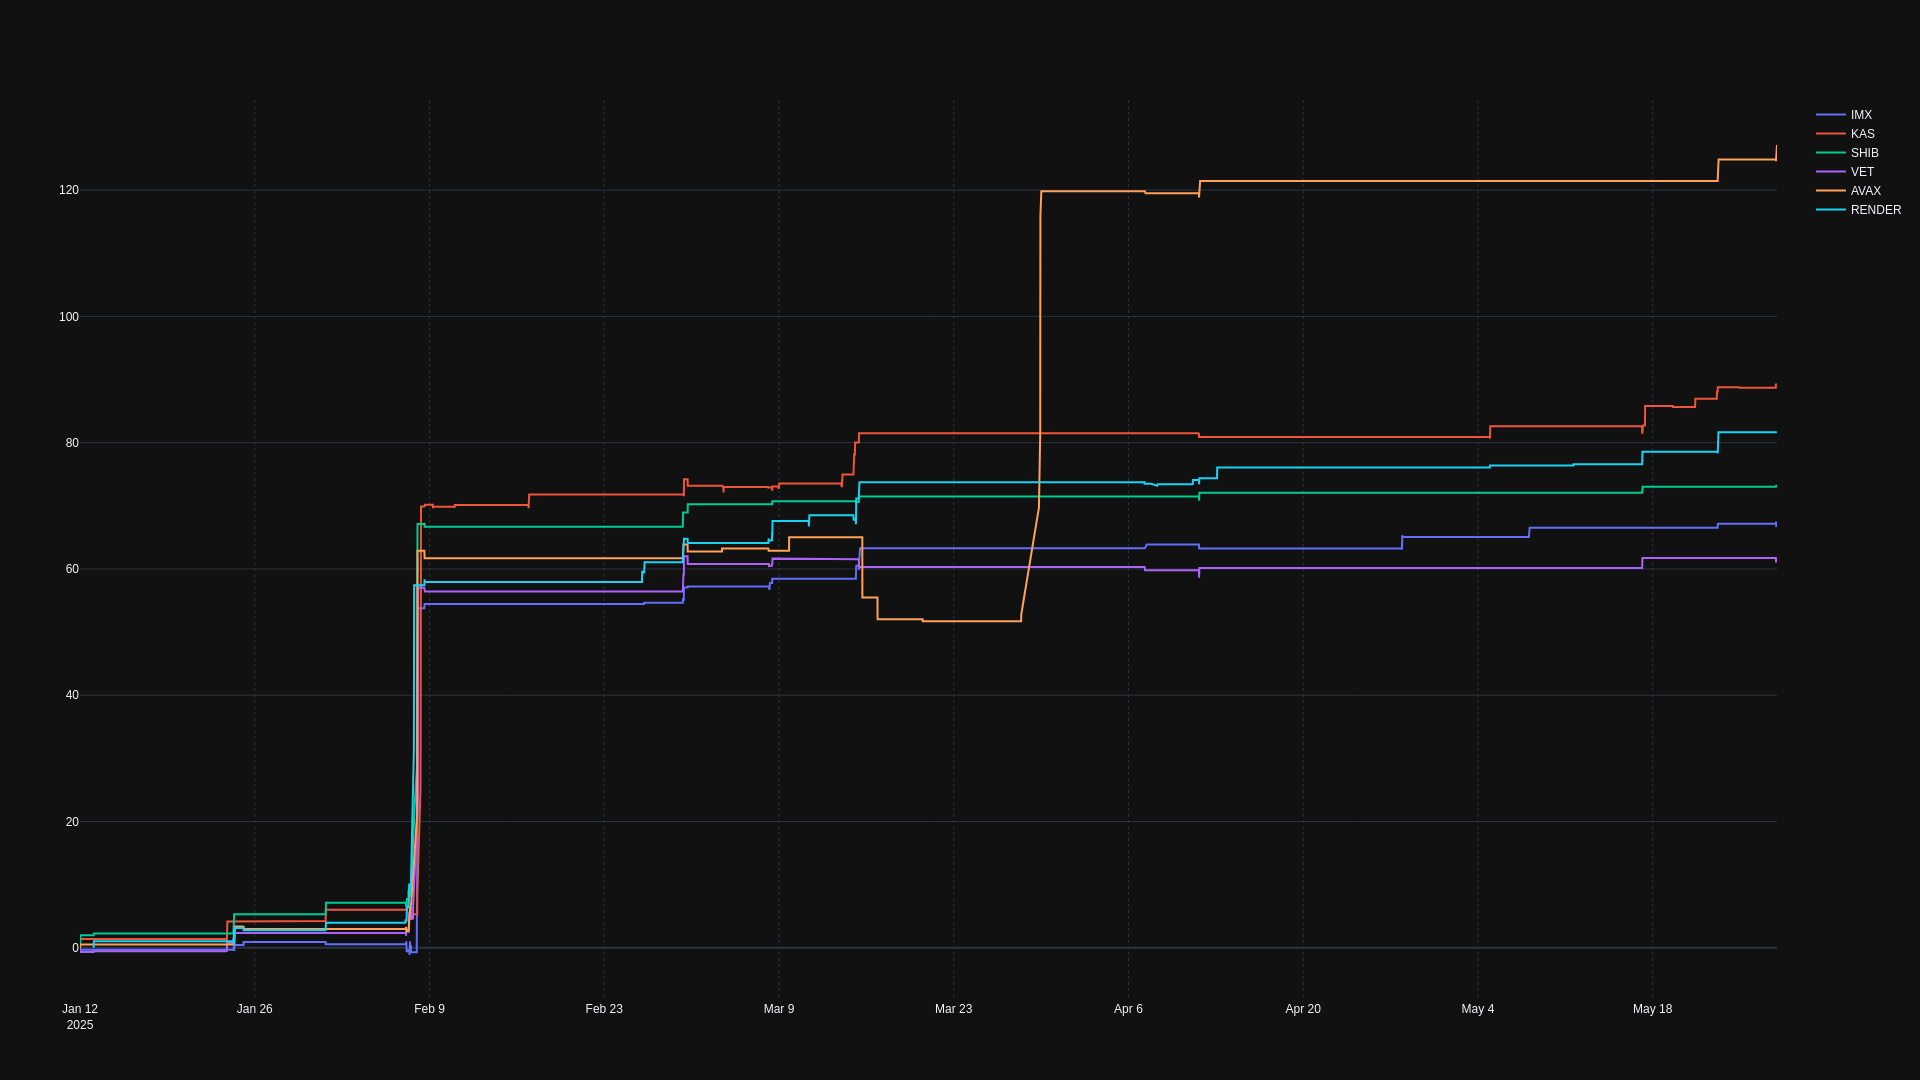 IMX
KAS
SHIB
VET
AVAX
RENDER
120
100
80
60
40
20
0
Jan 12 Jan 26 Feb 9 Feb 23 Mar 9 Mar 23 Apr 6 Apr 20 May 4 May 18
2025